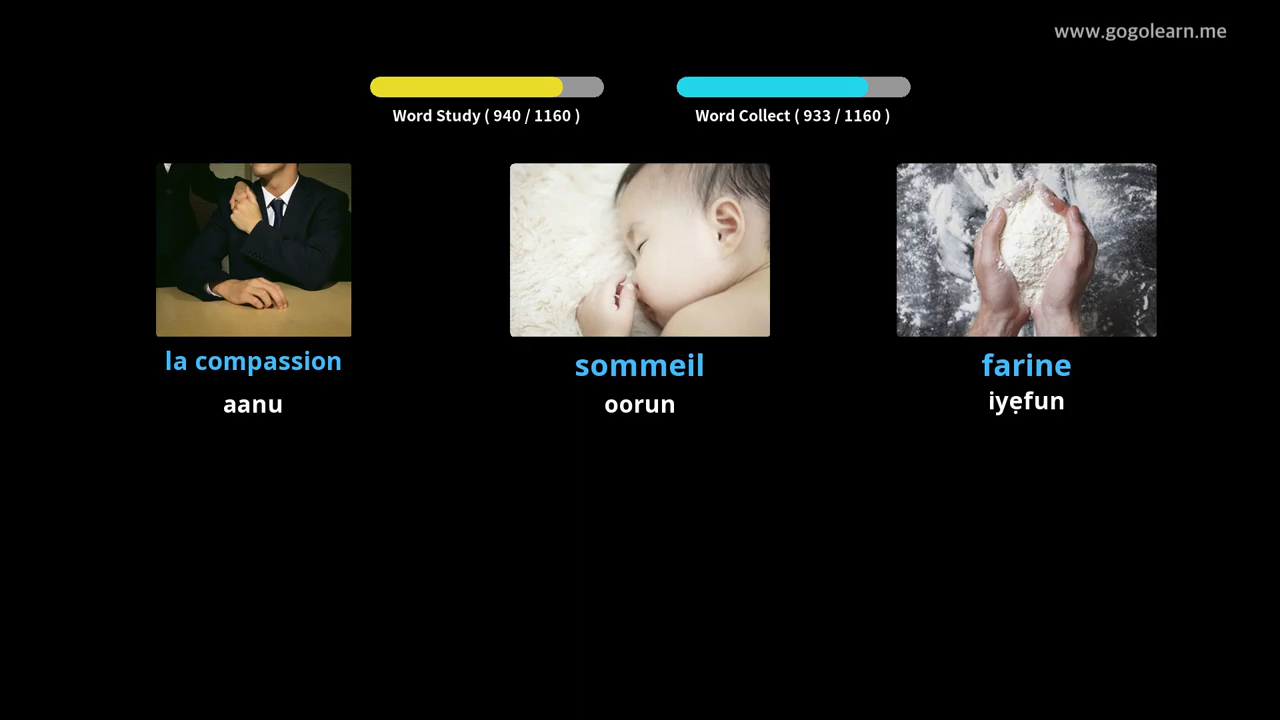 www.gogolearn.me
Word Study ( 940 / 1160 )
Word Collect ( 933 / 1160 )
la compassion
aanu
sommeil
oorun
farine
iyẹfun